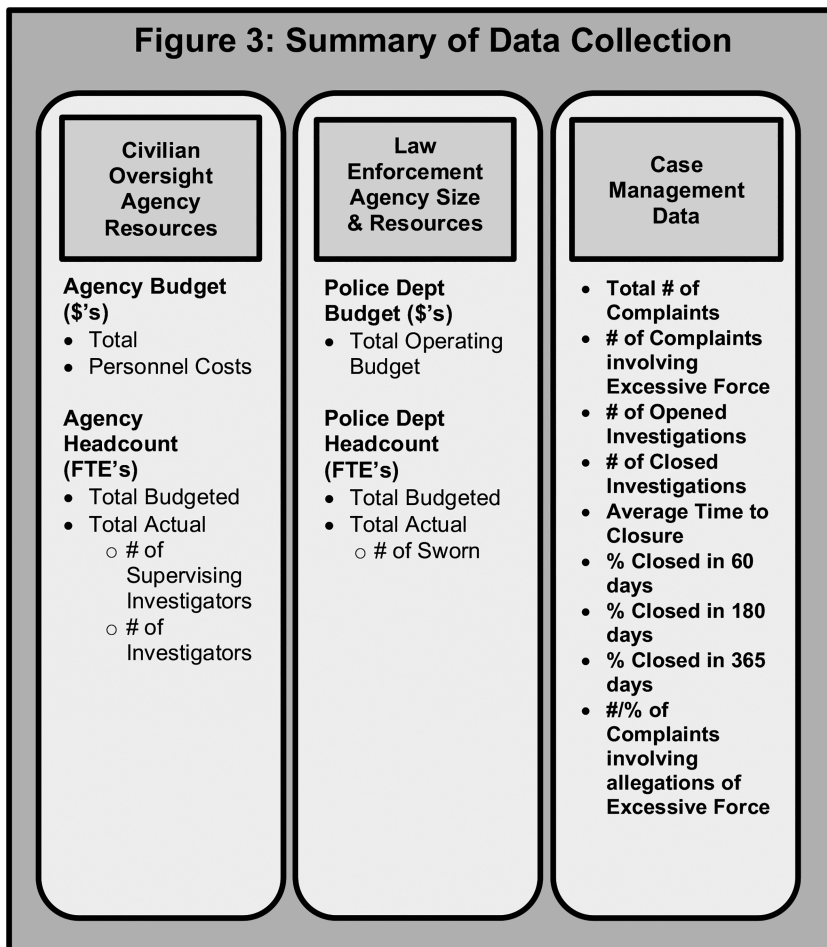 Figure 3: Summary of Data Collection
Civilian
Oversight
Agency
Resources
Agency Budget
($'s)
• Total
• Personnel Costs
Agency
Headcount
(FTE's)
• Total Budgeted
• Total Actual
o # of
Supervising
Investigators
o # of
Investigators
Law
Enforcement
Agency Size
& Resources
Police Dept
Budget ($'s)
• Total Operating
Budget
Police Dept
Headcount
(FTE's)
• Total Budgeted
• Total Actual
o # of Sworn
Case
Management
Data
• Total # of
Complaints
• # of Complaints
involving
Excessive Force
• # of Opened
Investigations
• # of Closed
Investigations
• Average Time to
Closure
• % Closed in 60
days
• % Closed in 180
days
• % Closed in 365
days
• #/% of
Complaints
involving
allegations of
Excessive Force